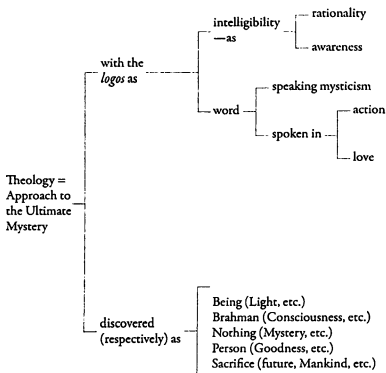 rationality
intelligibility
—as
awareness
with the
logos as
speaking mysticism
word
action
spoken in
love
Theology =
Approach to
the Ultimate
Mystery
Being (Light, etc.)
Brahman (Consciousness, etc.)
discovered
(respectively) as
Nothing (Mystery, etc.)
Person (Goodness, etc.)
Sacrifice (future, Mankind, etc.)